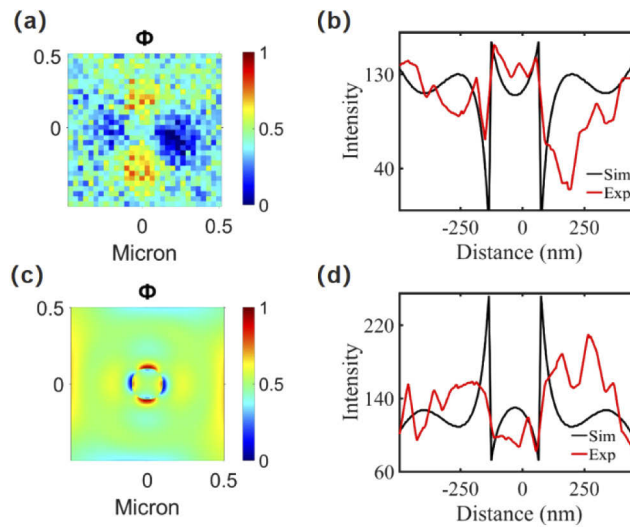 (a)
Φ
0.5
0
0
0.5
Micron
1
0.5
0
(b)
Intensity
130
40
Sim
Exp
-250
0
250
Distance (nm)
(c)
Φ
0.5
0
0
0.5
Micron
1
0.5
0
(d)
Intensity
220
140
60
Sim
Exp
-250
0
250
Distance (nm)